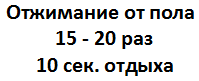 Отжимание от пола
15 - 20 раз
10 сек. отдыха